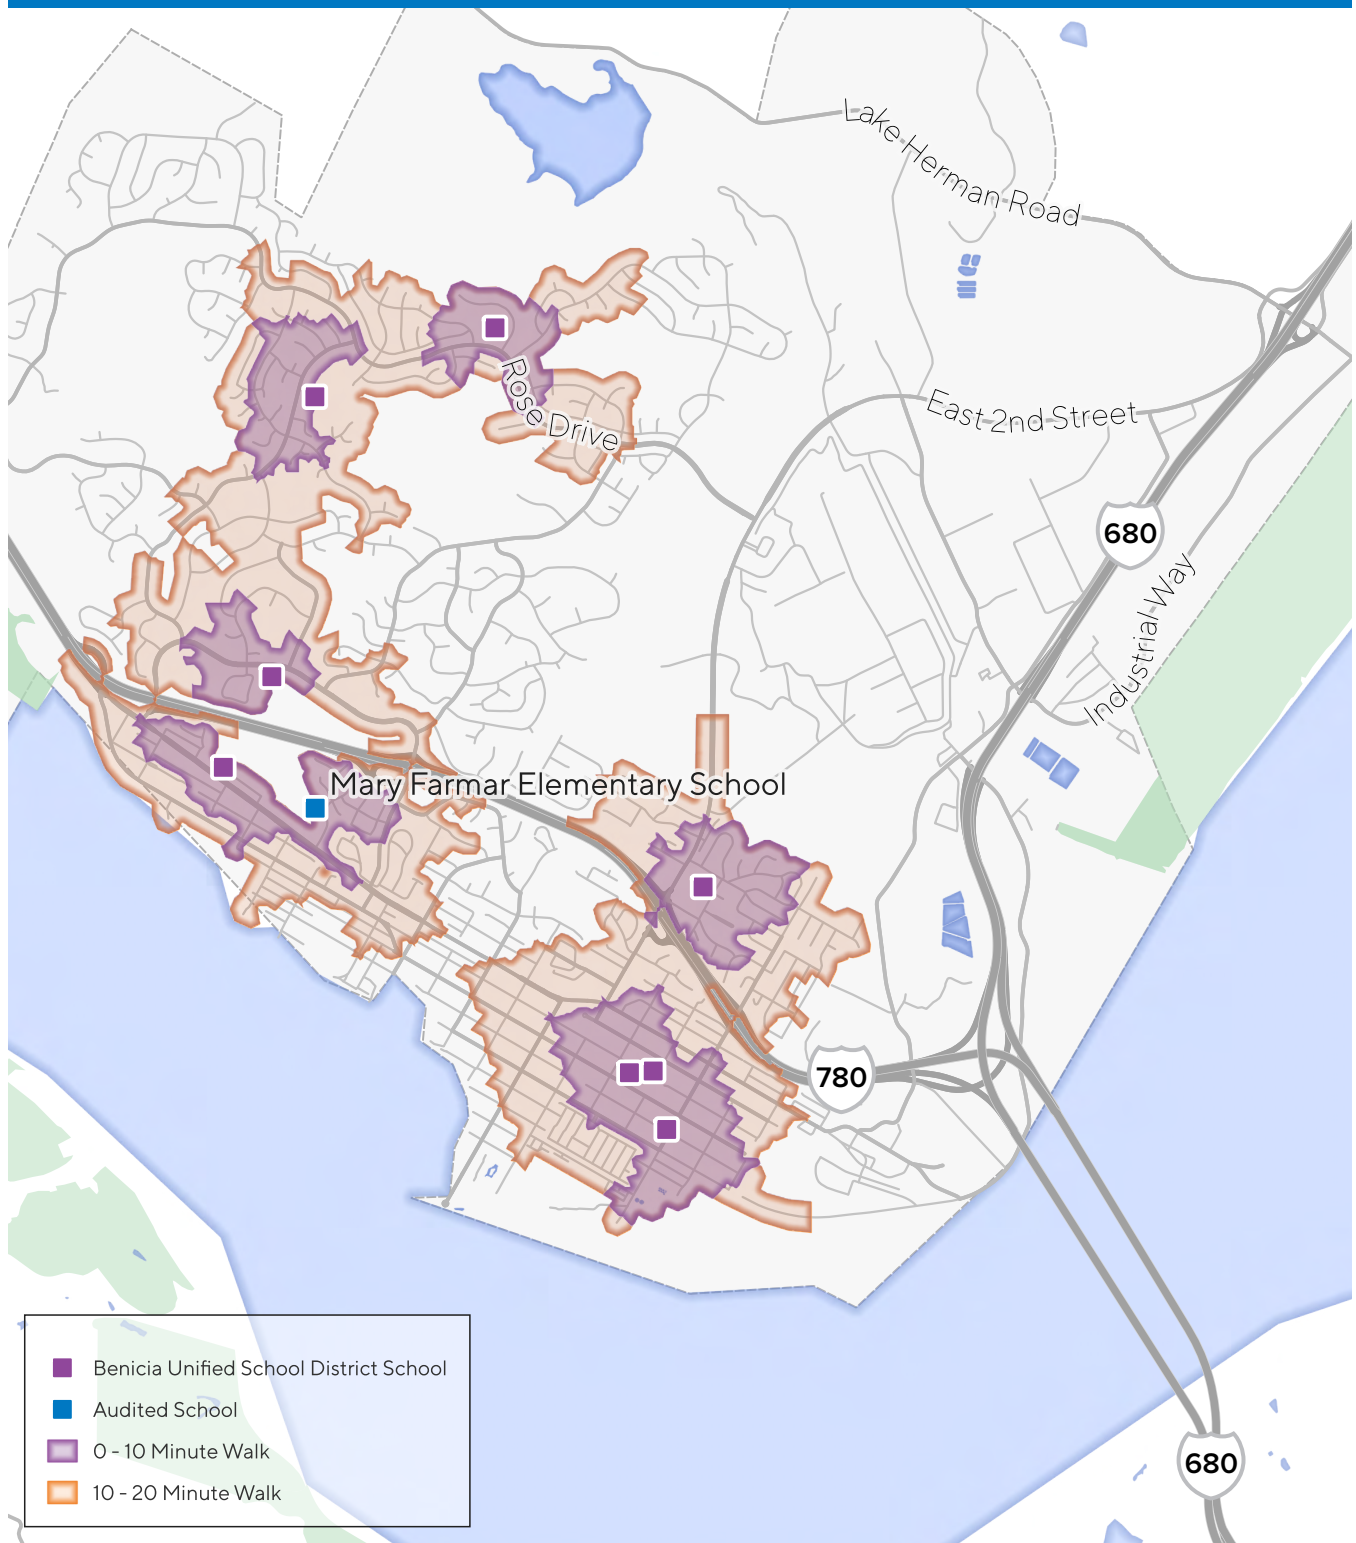 Lake Herman Road
Rose Drive
East 2nd Street
680
Industrial Way
Mary Farmar Elementary School
780
Benicia Unified School District School
Audited School
0 - 10 Minute Walk
10 - 20 Minute Walk
680